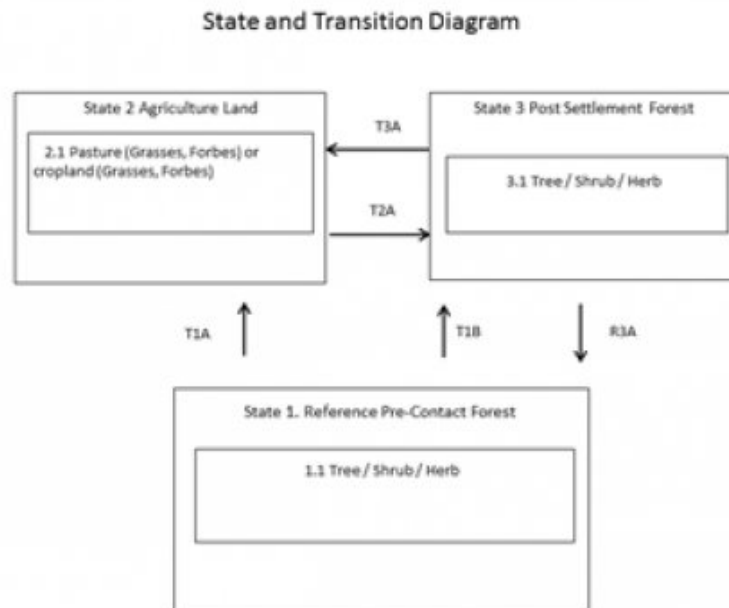 State and Transition Diagram
State 2 Agriculture Land
2.1 Pasture (Grasses, Forbes) or
cropland (Grasses, Forbes)
T3A
T2A
State 3 Post Settlement Forest
3.1 Tree / Shrub / Herb
T1A
T1B
R3A
State 1. Reference Pre-Contact Forest
1.1 Tree / Shrub / Herb